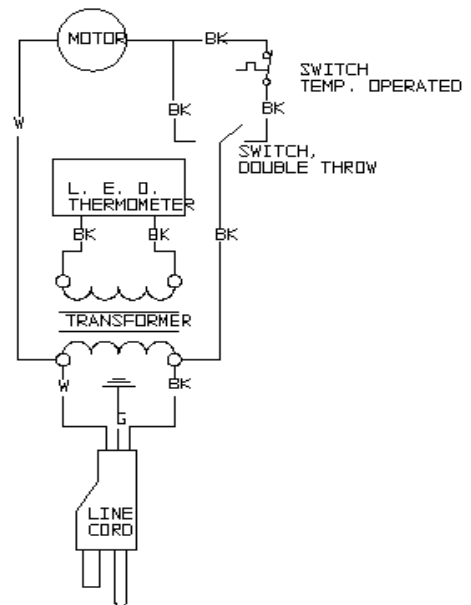 MOTOR
BK
SWITCH
TEMP. OPERATED
BK
BK
W
SWITCH,
DOUBLE THROW
L. E. D.
THERMOMETER
BK
BK
BK
TRANSFORMER
W
BK
G
LINE
CORD